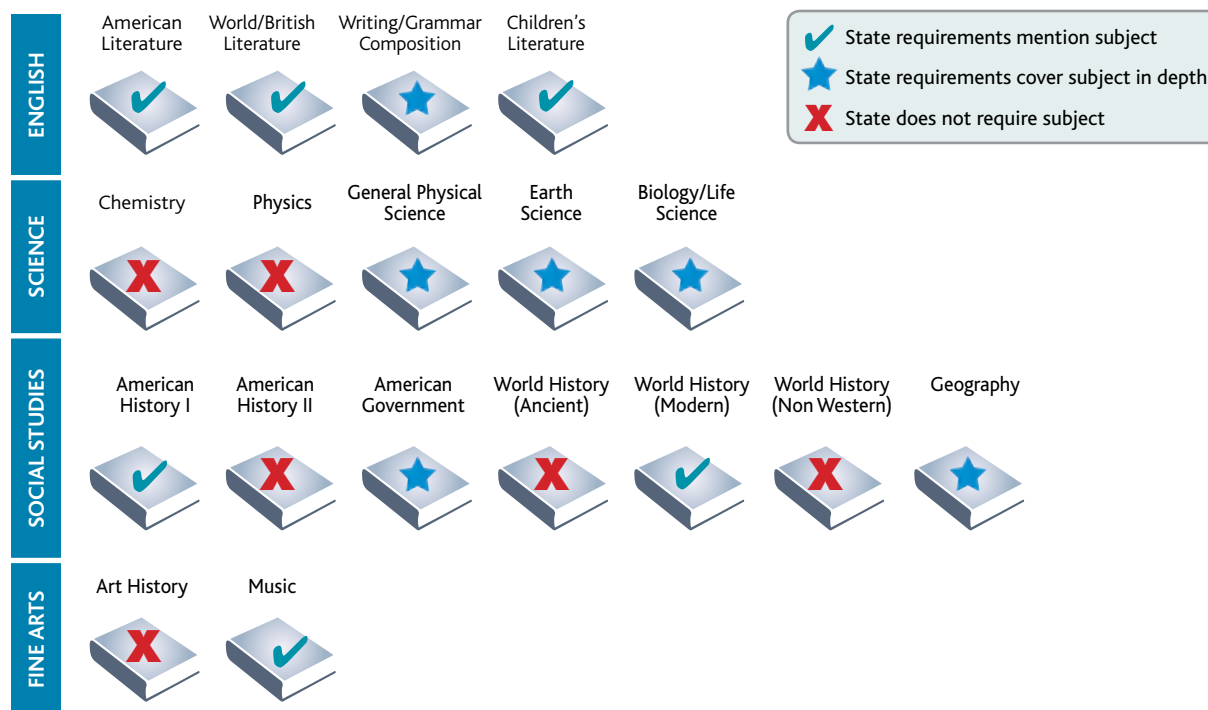 American
Literature
World/British
Literature
Writing/Grammar
Composition
Children's
Literature
State requirements mention subject
State requirements cover subject in depth
State does not require subject
ENGLISH
Chemistry
Physics
General Physical
Science
Earth
Science
Biology/Life
Science
SCIENCE
American
History I
American
History II
American
Government
World History
(Ancient)
World History
(Modern)
World History
(Non Western)
Geography
SOCIAL STUDIES
Art History
Music
FINE ARTS